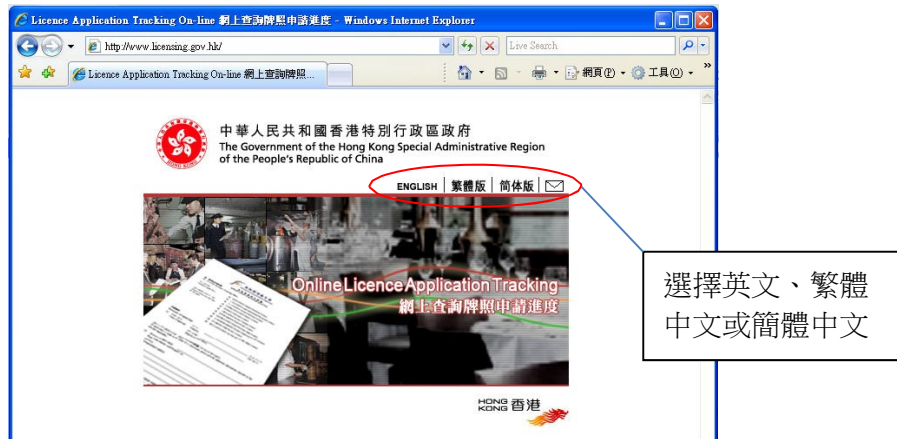 Licence Application Tracking On-line 網上查詢牌照申請進度 - Windows Internet Explorer
http://www.licensing.gov.hk/
Live Search
Licence Application Tracking On-line 網上查詢牌照...
網頁(P)
工具(O)
»
中華人民共和國香港特別行政區政府
The Government of the Hong Kong Special Administrative Region
of the People's Republic of China
ENGLISH | 繁體版 | 简体版 |
Online Licence Application Tracking
網上查詢牌照申請進度
選擇英文、繁體
中文或簡體中文
HONG KONG 香港